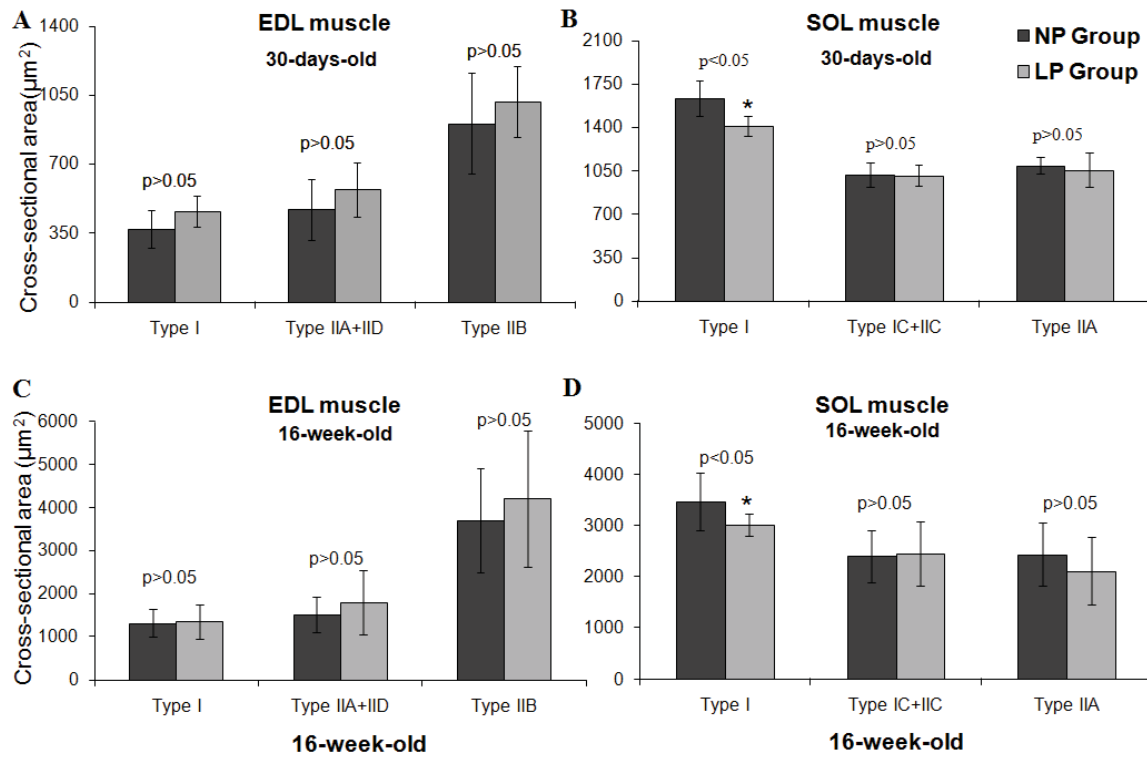 A
EDL muscle
30-days-old
Cross-sectional area(µm²)
1400
1050
700
350
0
p>0.05
p>0.05
p>0.05
Type I
Type IIA+IID
Type IIB
B
SOL muscle
30-days-old
NP Group
LP Group
2100
1750
1400
1050
700
350
0
p<0.05
*
p>0.05
p>0.05
Type I
Type IC+IIC
Type IIA
C
EDL muscle
16-week-old
Cross-sectional area (µm²)
6000
5000
4000
3000
2000
1000
0
p>0.05
p>0.05
p>0.05
Type I
Type IIA+IID
Type IIB
16-week-old
D
SOL muscle
16-week-old
5000
4000
3000
2000
1000
0
p<0.05
*
p>0.05
p>0.05
Type I
Type IC+IIC
Type IIA
16-week-old